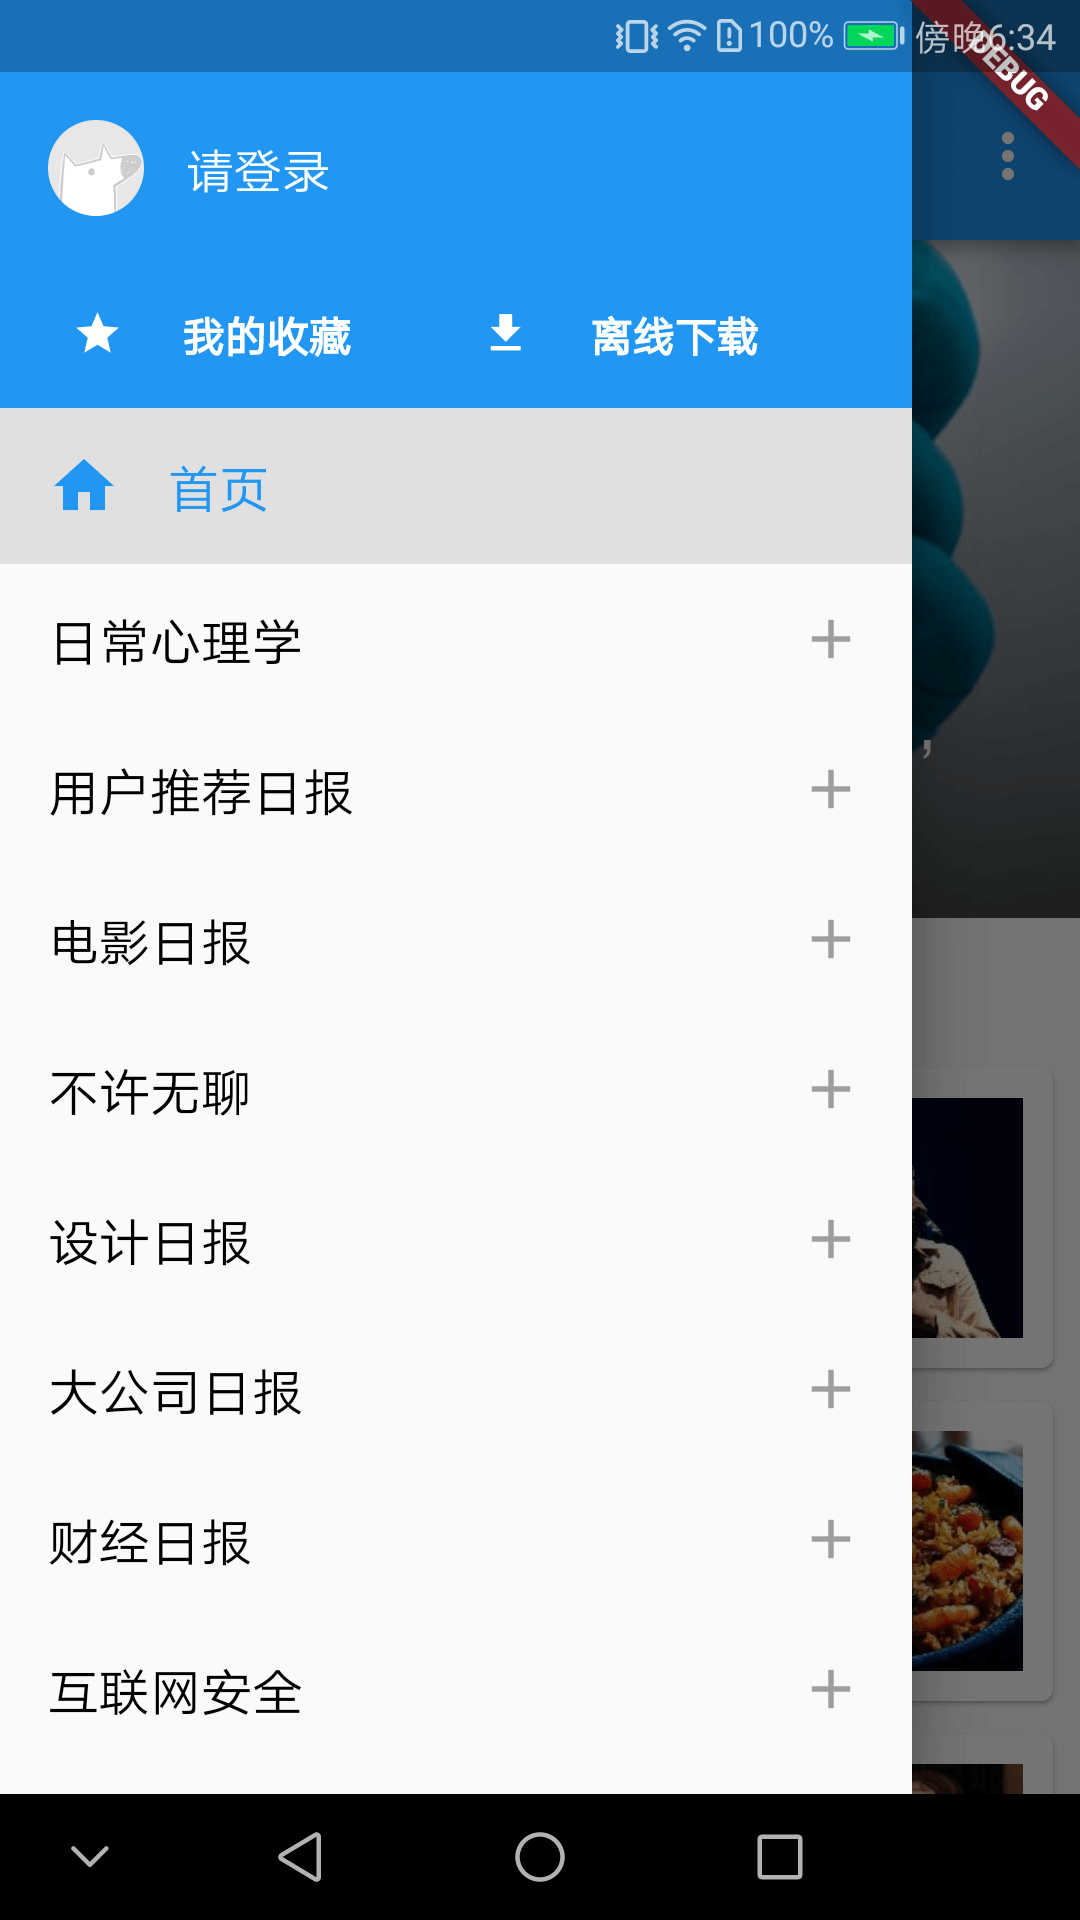 100% 傍晚6:34
DEBUG
请登录
我的收藏 离线下载
首页
,
日常心理学 +
用户推荐日报 +
电影日报 +
不许无聊 +
设计日报 +
大公司日报 +
财经日报 +
互联网安全 +